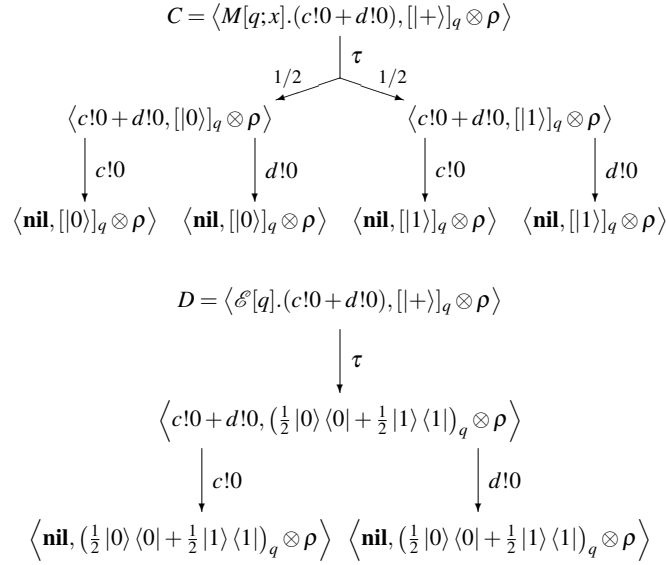 C = ⟨M[q;x].(c!0 + d!0), [|+⟩]_q ⊗ ρ⟩
τ
1/2 1/2
⟨c!0 + d!0, [|0⟩]_q ⊗ ρ⟩ ⟨c!0 + d!0, [|1⟩]_q ⊗ ρ⟩
c!0 d!0 c!0 d!0
⟨nil, [|0⟩]_q ⊗ ρ⟩ ⟨nil, [|0⟩]_q ⊗ ρ⟩ ⟨nil, [|1⟩]_q ⊗ ρ⟩ ⟨nil, [|1⟩]_q ⊗ ρ⟩
D = ⟨ℰ[q].(c!0 + d!0), [|+⟩]_q ⊗ ρ⟩
τ
⟨c!0 + d!0, (1/2 |0⟩⟨0| + 1/2 |1⟩⟨1|)_q ⊗ ρ⟩
c!0 d!0
⟨nil, (1/2 |0⟩⟨0| + 1/2 |1⟩⟨1|)_q ⊗ ρ⟩ ⟨nil, (1/2 |0⟩⟨0| + 1/2 |1⟩⟨1|)_q ⊗ ρ⟩